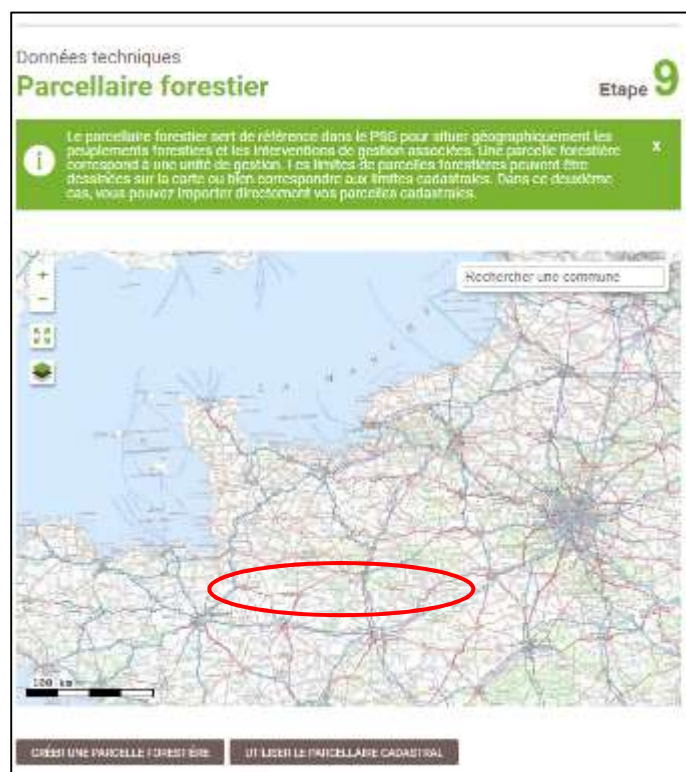 Données techniques
Parcellaire forestier
Etape 9
Le parcellaire forestier sert de référence dans le PSG pour situer géographiquement les
peuplements forestiers et les interventions de gestion associées. Une parcelle forestière
correspond à une unité de gestion. Les limites de parcelles forestières peuvent être
dessinées sur la carte ou bien correspondre aux limites cadastrales. Dans ce deuxième
cas, vous pouvez importer directement vos parcelles cadastrales.
x
+
Rechercher une commune
-
LA MANCHE
100 km
CRÉER UNE PARCELLE FORESTIÈRE
UTILISER LE PARCELLAIRE CADASTRAL